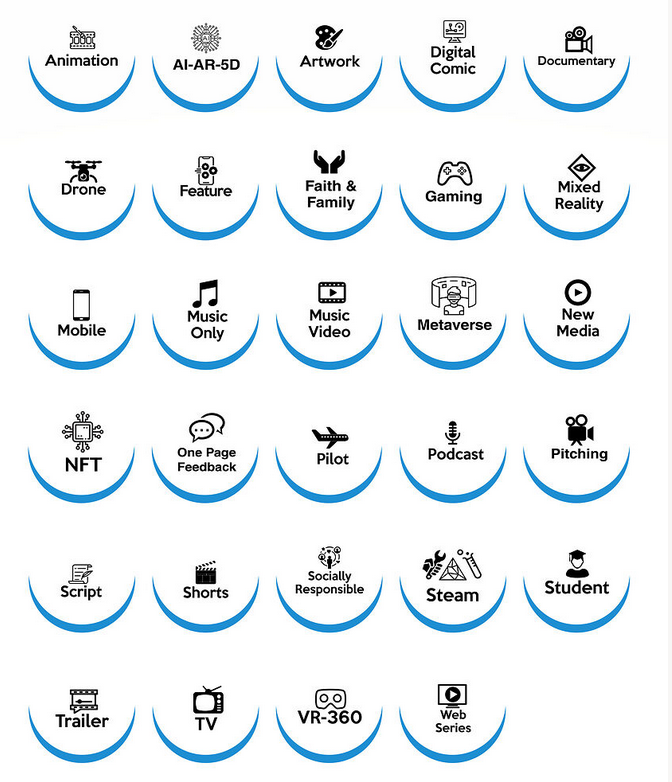 Animation
AI-AR-5D
Artwork
Digital
Comic
Documentary
Drone
Feature
Faith &
Family
Gaming
Mixed
Reality
Mobile
Music
Only
Music
Video
Metaverse
New
Media
NFT
One Page
Feedback
Pilot
Podcast
Pitching
Script
Shorts
Socially
Responsible
Steam
Student
Trailer
TV
VR-360
Web
Series